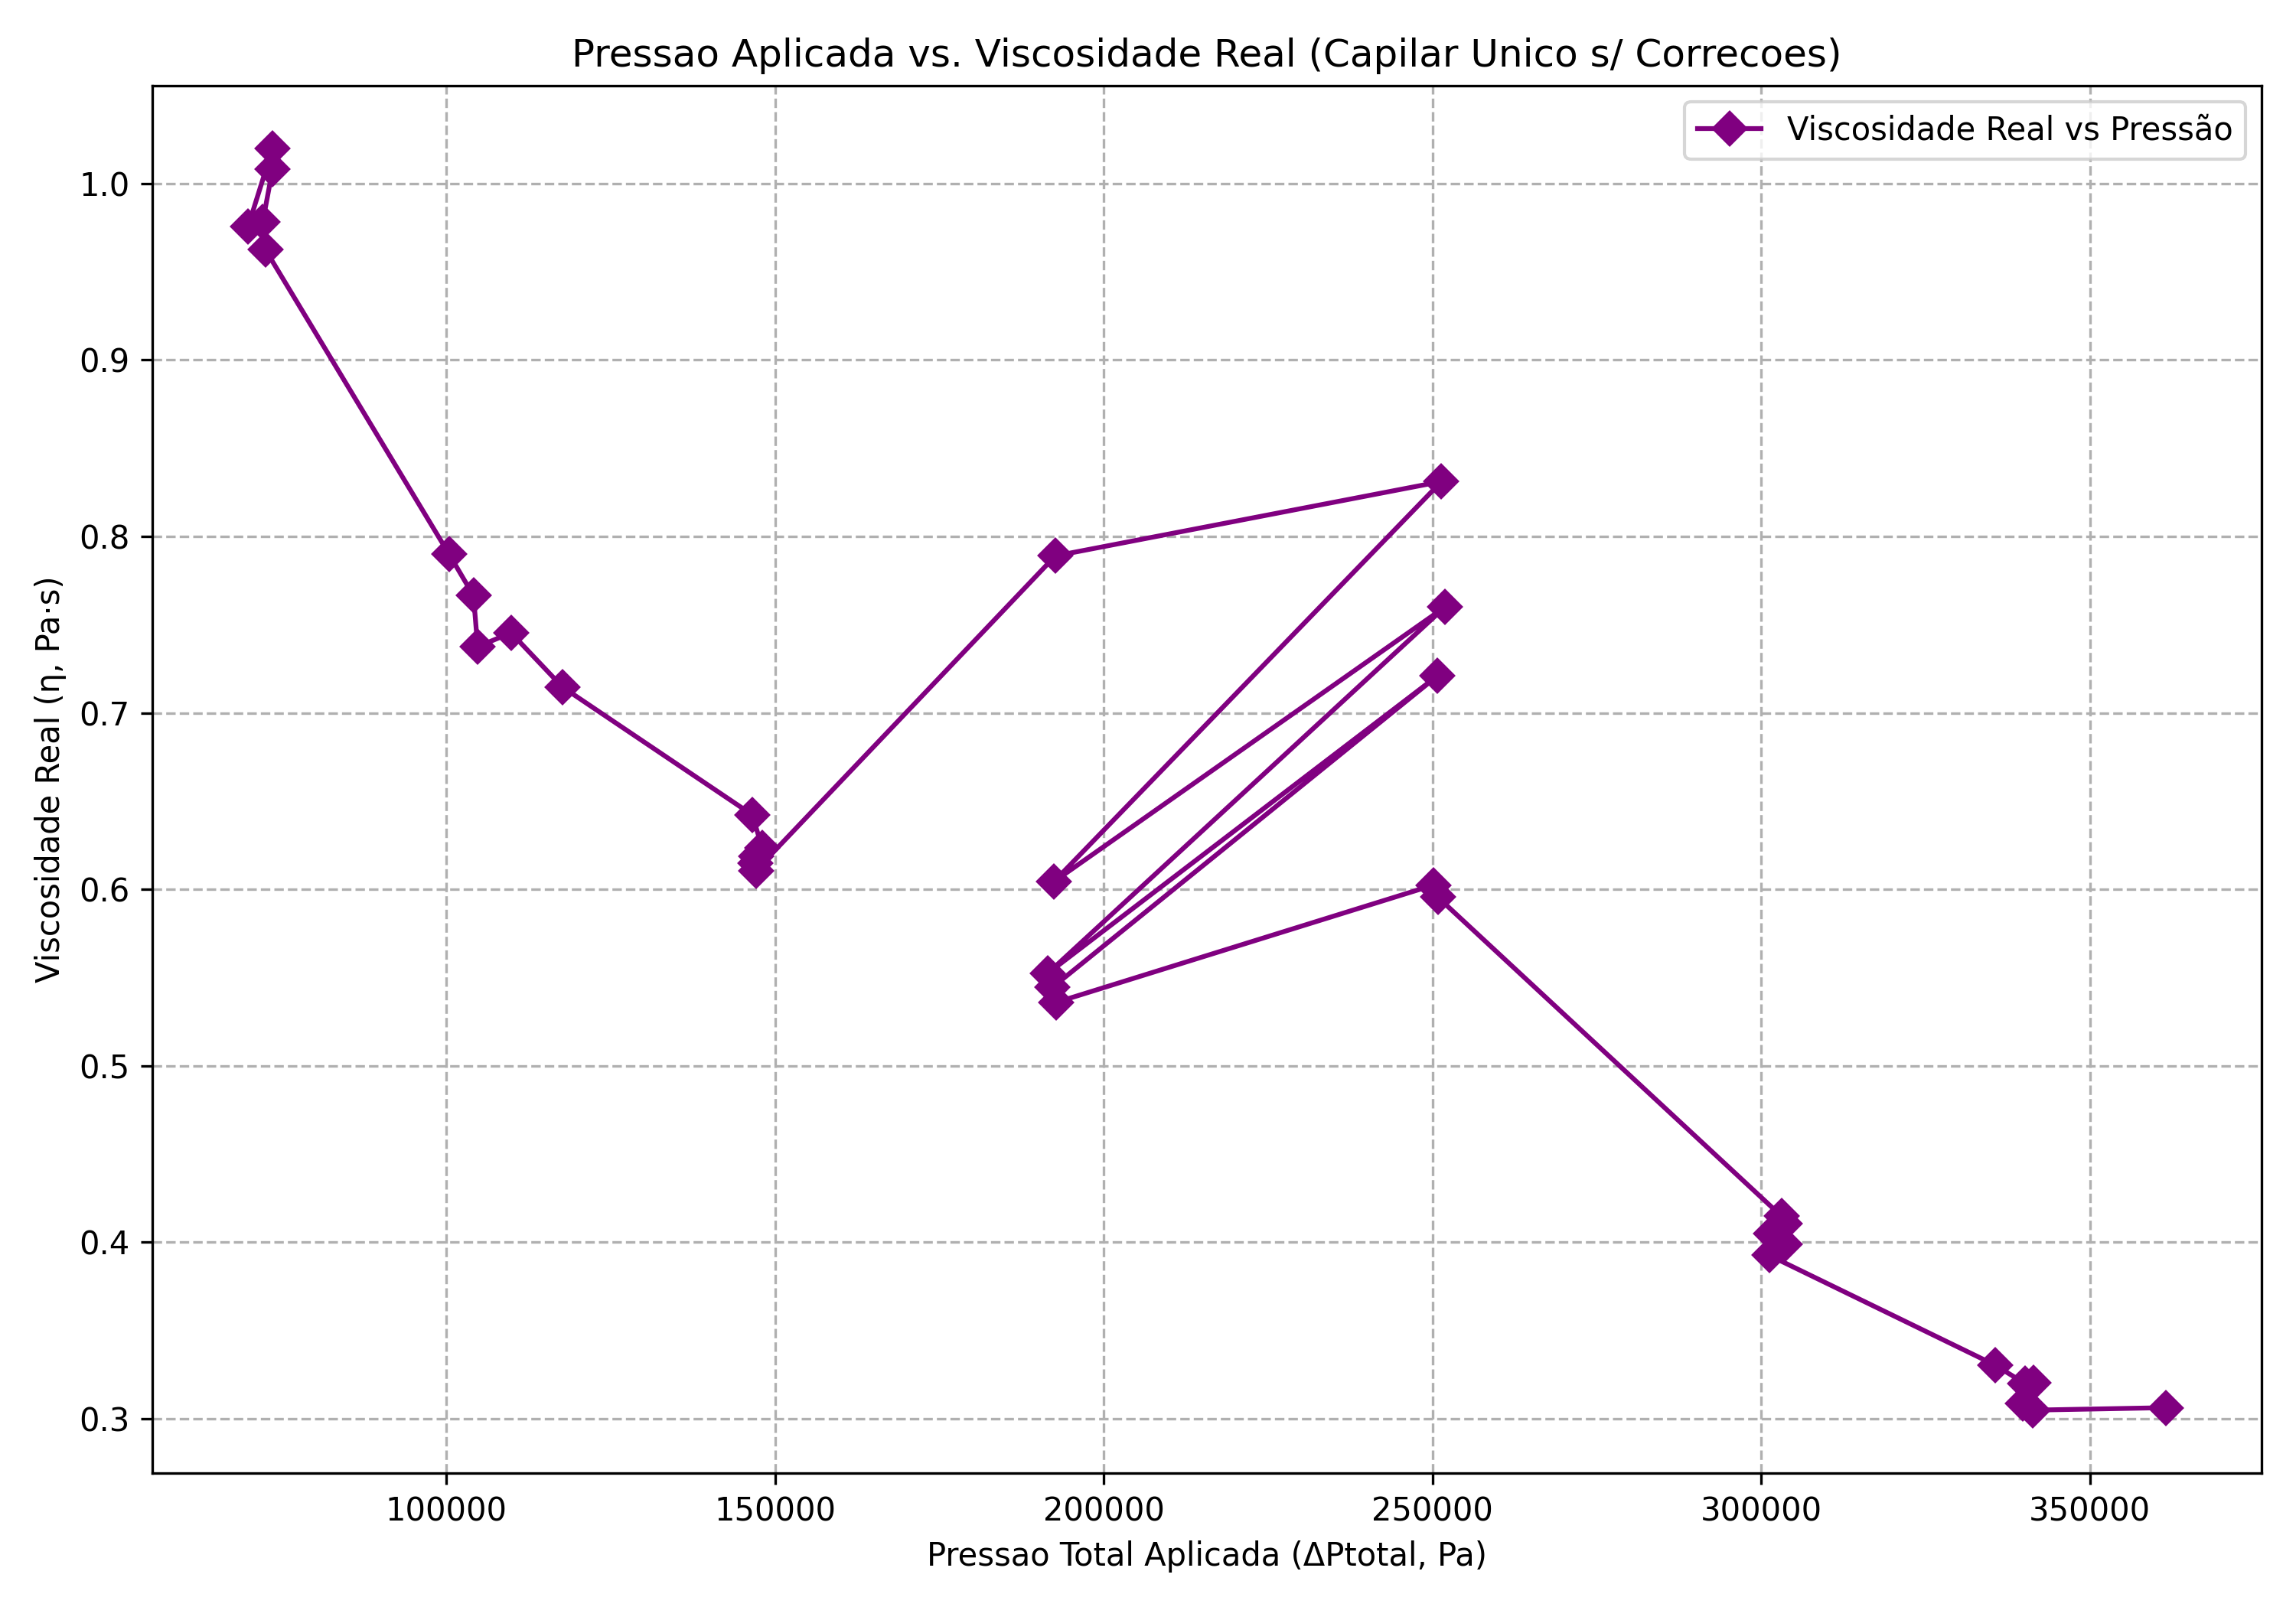 Pressao Aplicada vs. Viscosidade Real (Capilar Unico s/ Correcoes)
Viscosidade Real vs Pressão
Viscosidade Real (η, Pa·s)
1.0
0.9
0.8
0.7
0.6
0.5
0.4
0.3
100000 150000 200000 250000 300000 350000
Pressao Total Aplicada (ΔPtotal, Pa)